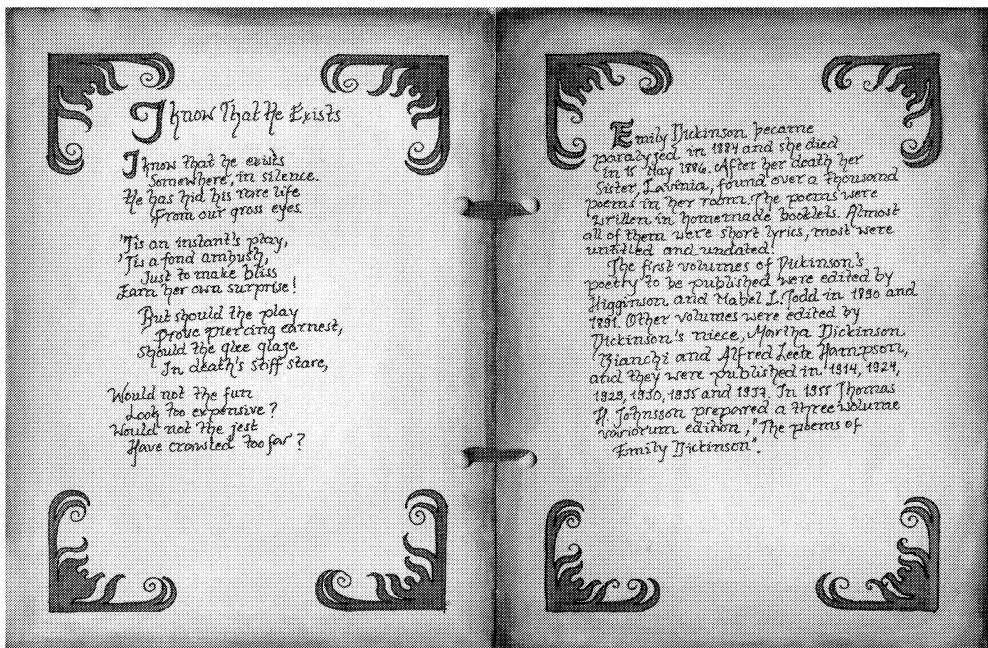 I know That He Exists
I know that he exists
Somewhere, in silence.
He has hid his rare life
From our gross eyes.
'Tis an instant's play,
'Tis a fond ambush,
Just to make bliss
Earn her own surprise!
But should the play
Prove piercing earnest,
Should the glee glaze
In death's stiff stare,
Would not the fun
Look too expensive?
Would not the jest
Have crawled too far?
Emily Dickinson became
paralysed in 1884 and she died
in 15 May 1886. After her death her
Sister, Lavinia, found over a thousand
poems in her room. The poems were
written in homemade booklets. Almost
all of them were short lyrics, most were
untitled and undated.
The first volumes of Dickinson's
poetry to be published were edited by
Higginson and Mabel L. Todd in 1890 and
1891. Other volumes were edited by
Dickinson's niece, Martha Dickinson
Bianchi and Alfred Leete Hampson,
and they were published in 1914, 1924,
1929, 1930, 1935 and 1937. In 1955 Thomas
H. Johnsson prepared a three volume
variorum edition, "The poems of
Emily Dickinson".